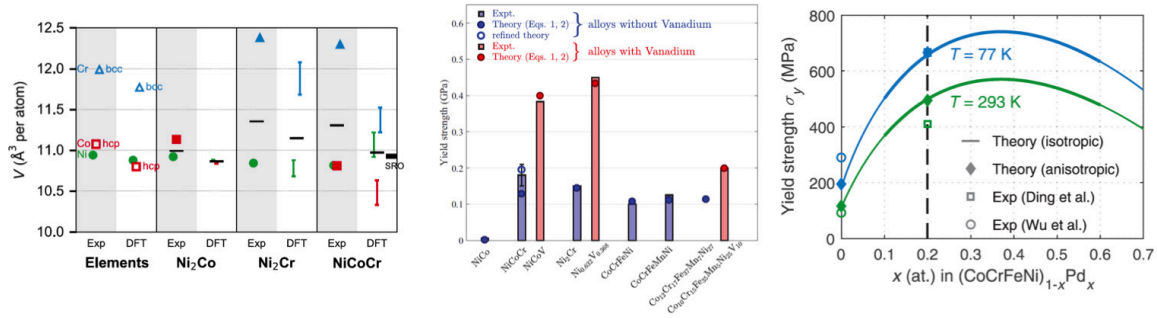 V (Å³ per atom)
12.0
11.5
11.0
10.5
10.0
Cr
bcc
bcc
Co
hcp
Ni
hcp
SRO
Exp DFT Exp DFT Exp DFT Exp DFT
Elements Ni₂Co Ni₂Cr NiCoCr
Yield strength (GPa)
0.6
0.5
0.4
0.3
0.2
0.1
0
Expt.
Theory (Eqs. 1, 2)
refined theory
alloys without Vanadium
Expt.
Theory (Eqs. 1, 2)
alloys with Vanadium
NiCo
NiCoCr
NiCoV
Ni₂Cr
CoCrFeNi
CoCrFeMnNi
Yield strength σy (MPa)
800
600
400
200
0
T = 77 K
T = 293 K
Theory (isotropic)
Theory (anisotropic)
Exp (Ding et al.)
Exp (Wu et al.)
0 0.1 0.2 0.3 0.4 0.5 0.6 0.7
x (at.) in (CoCrFeNi)₁₋ₓPdₓ